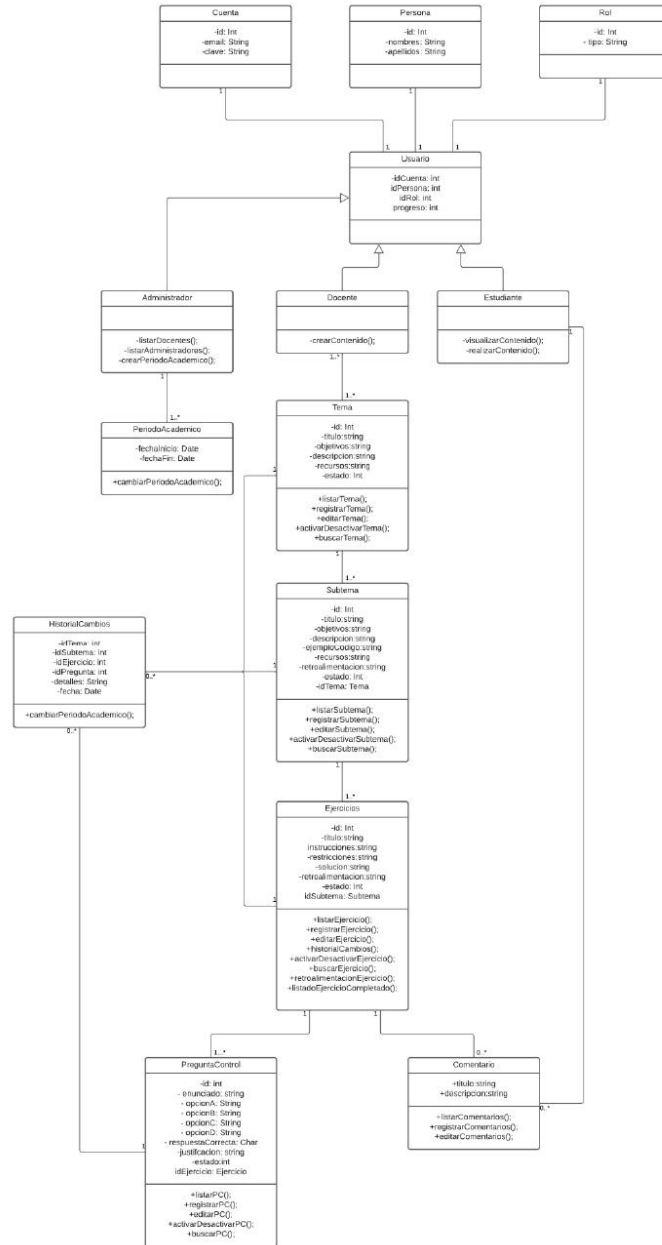 Cuenta
-id: Int
-email: String
-clave: String
Persona
-id: Int
-nombres: String
-apellidos: String
Rol
-id: Int
- tipo: String
1
1
1
1
1
1
Usuario
-idCuenta: int
idPersona: int
idRol: int
progreso: int
Administrador
-listarDocentes();
-listarAdministradores();
-crearPeriodoAcademico();
Docente
-crearContenido();
Estudiante
-visualizarContenido();
-realizarContenido();
1
1
1..*
1..*
1..*
PeriodoAcademico
-fechaInicio: Date
-fechaFin: Date
+cambiarPeriodoAcademico();
Tema
-id: Int
-titulo:string
-objetivos:string
-descripcion:string
-recursos:string
-estado: Int
+listarTema();
+registrarTema();
+editarTema();
+activarDesactivarTema();
+buscarTema();
1
1
1..*
Subtema
-id: Int
-titulo:string
-objetivos:string
-descripcion:string
-ejemploCodigo:string
-recursos:string
-retroalimentacion:string
-estado: Int
-idTema: Tema
+listarSubtema();
+registrarSubtema();
+editarSubtema();
+activarDesactivarSubtema();
+buscarSubtema();
HistorialCambios
-idTema: int
-idSubtema: int
-idEjercicio: int
-idPregunta: int
-detalles: String
-fecha: Date
+cambiarPeriodoAcademico();
0..*
1
0..*
1
1..*
Ejercicios
-id: Int
-titulo:string
instrucciones:string
-restricciones:string
-solucion:string
-retroalimentacion:string
-estado: Int
idSubtema: Subtema
+listarEjercicio();
+registrarEjercicio();
+editarEjercicio();
+historialCambios();
+activarDesactivarEjercicio();
+buscarEjercicio();
+retroalimentacionEjercicio();
+listadoEjercicioCompletado();
1
1
1
1..*
0..*
PreguntaControl
-id: int
- enunciado: string
- opcionA: String
- opcionB: String
- opcionC: String
- opcionD: String
- respuestaCorrecta: Char
-justifcacion: string
-estado:int
idEjercicio: Ejercicio
+listarPC();
+registrarPC();
+editarPC();
+activarDesactivarPC();
+buscarPC();
1
Comentario
+titulo:string
+descripcion:string
+listarComentarios();
+registrarComentarios();
+editarComentarios();
0..*